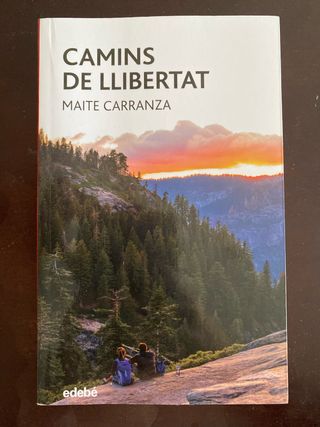 CAMINS
DE LLIBERTAT
MAITE CARRANZA
edebé